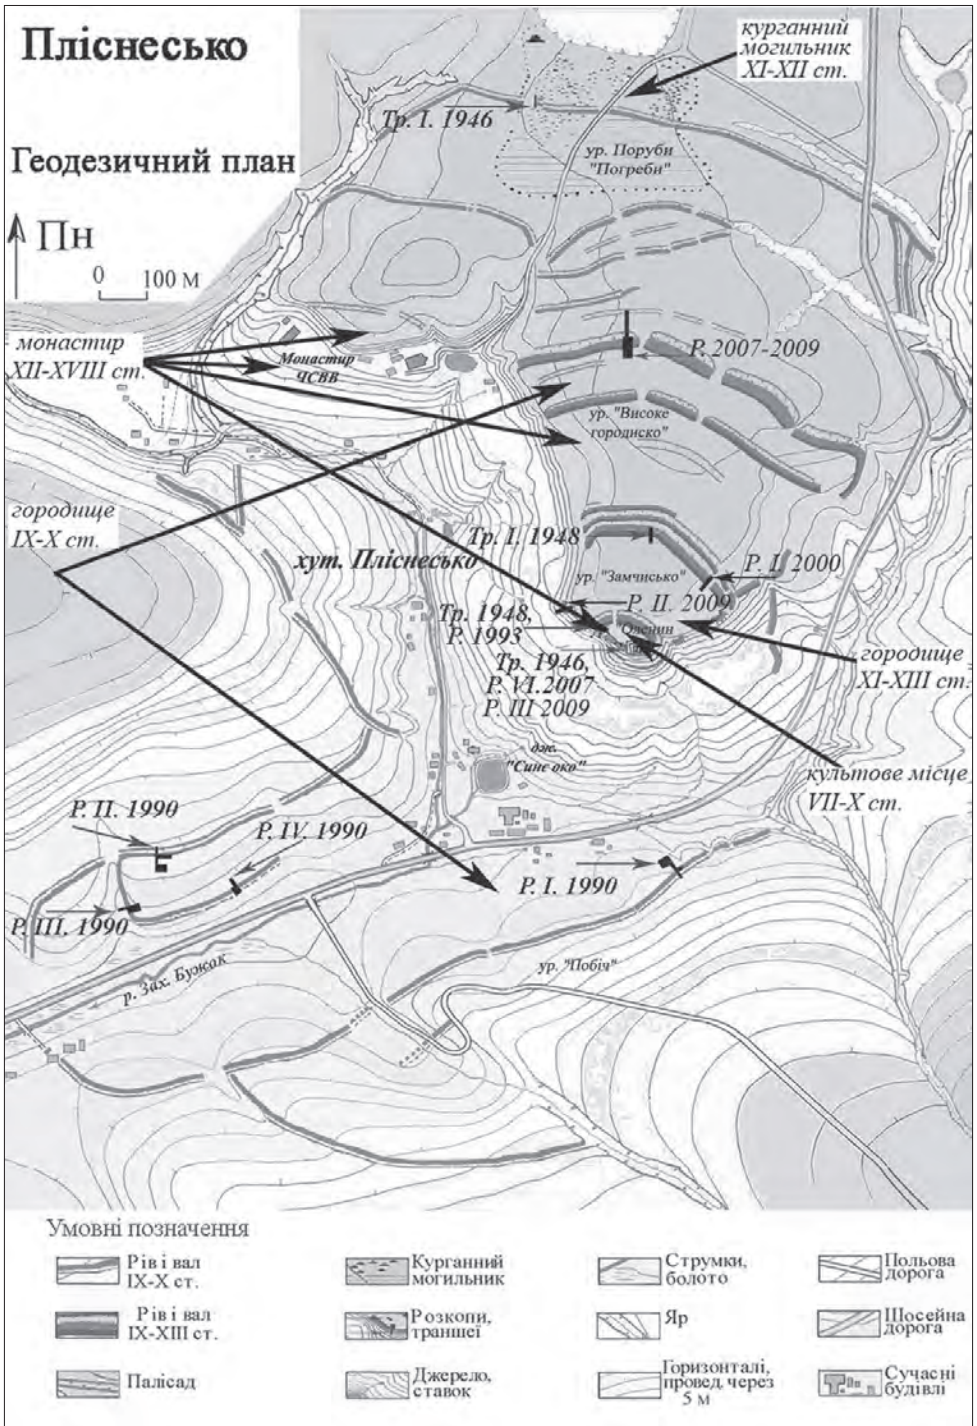 Пліснесько
Геодезичний план
Пн
0 100 М
курганний
могильник
XI-XII ст.
Тр. I. 1946
ур. Поруби
"Погреби"
монастир
XII-XVIII ст.
Монастир
ЧСВВ
Р. 2007-2009
ур. "Високе
городиско"
городище
IX-X ст.
Тр. I. 1948
хут. Пліснесько
ур. "Замчисько"
Р. I. 2000
Р. II. 2009
Тр. 1948,
Р. 1993
Оленин
Тр. 1946,
Р. VI.2007
Р. III 2009
городище
XI-XIII ст.
дж.
"Синє око"
культове місце
VII-X ст.
Р. II. 1990
Р. IV. 1990
Р. I. 1990
Р. III. 1990
р. Зах. Бужок
ур. "Побіч"
Умовні позначення
Рів і вал
IX-X ст.
Рів і вал
IX-XIII ст.
Палісад
Курганний
могильник
Розкопи,
траншеї
Джерело,
ставок
Струмки,
болото
Яр
Горизонталі,
провед. через
5 м
Польова
дорога
Шосейна
дорога
Сучасні
будівлі